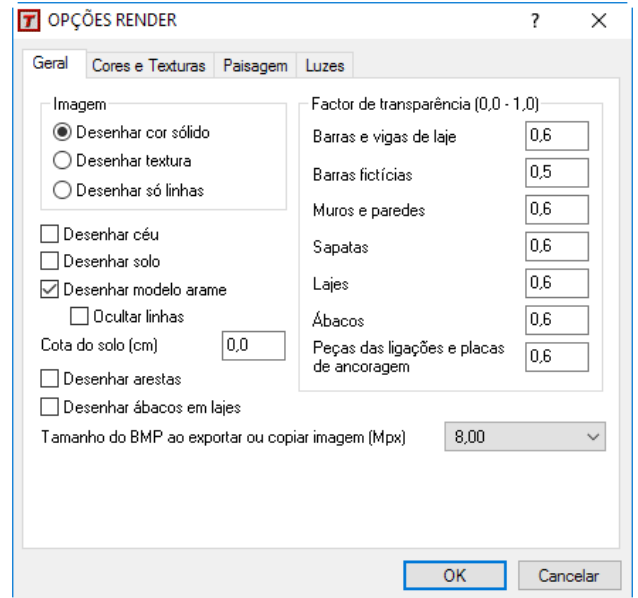 T OPÇÕES RENDER ? ×
Geral Cores e Texturas Paisagem Luzes
Imagem
Desenhar cor sólido
Desenhar textura
Desenhar só linhas
Desenhar céu
Desenhar solo
Desenhar modelo arame
Ocultar linhas
Cota do solo (cm) 0,0
Desenhar arestas
Desenhar ábacos em lajes
Factor de transparência (0,0 - 1,0)
Barras e vigas de laje 0,6
Barras fictícias 0,5
Muros e paredes 0,6
Sapatas 0,6
Lajes 0,6
Ábacos 0,6
Peças das ligações e placas
de ancoragem 0,6
Tamanho do BMP ao exportar ou copiar imagem (Mpx) 8,00
OK Cancelar